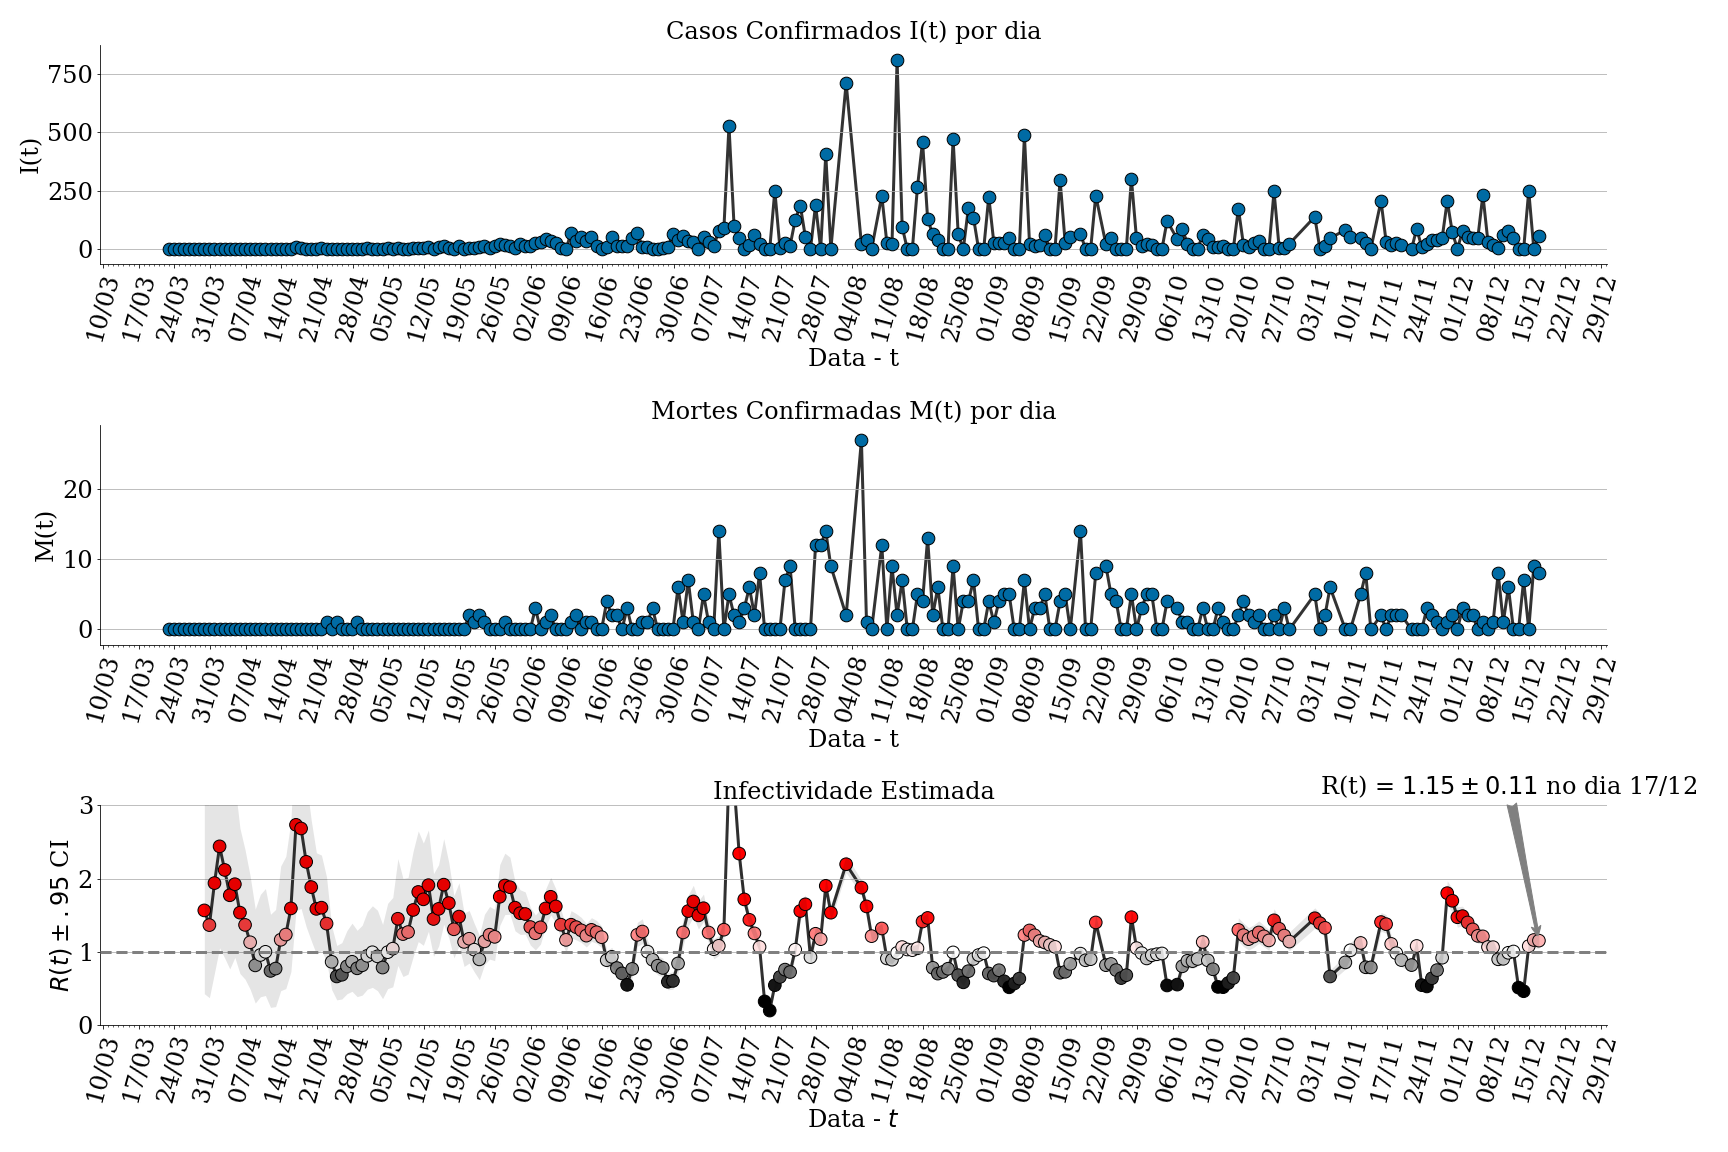 Casos Confirmados I(t) por dia
750
500
250
0
I(t)
10/03 17/03 24/03 31/03 07/04 14/04 21/04 28/04 05/05 12/05 19/05 26/05 02/06 09/06 16/06 23/06 30/06 07/07 14/07 21/07 28/07 04/08 11/08 18/08 25/08 01/09 08/09 15/09 22/09 29/09 06/10 13/10 20/10 27/10 03/11 10/11 17/11 24/11 01/12 08/12 15/12 22/12 29/12
Data - t
Mortes Confirmadas M(t) por dia
20
10
0
M(t)
10/03 17/03 24/03 31/03 07/04 14/04 21/04 28/04 05/05 12/05 19/05 26/05 02/06 09/06 16/06 23/06 30/06 07/07 14/07 21/07 28/07 04/08 11/08 18/08 25/08 01/09 08/09 15/09 22/09 29/09 06/10 13/10 20/10 27/10 03/11 10/11 17/11 24/11 01/12 08/12 15/12 22/12 29/12
Data - t
Infectividade Estimada
R(t) = 1.15 ± 0.11 no dia 17/12
3
2
1
0
R(t) ± .95 CI
10/03 17/03 24/03 31/03 07/04 14/04 21/04 28/04 05/05 12/05 19/05 26/05 02/06 09/06 16/06 23/06 30/06 07/07 14/07 21/07 28/07 04/08 11/08 18/08 25/08 01/09 08/09 15/09 22/09 29/09 06/10 13/10 20/10 27/10 03/11 10/11 17/11 24/11 01/12 08/12 15/12 22/12 29/12
Data - t